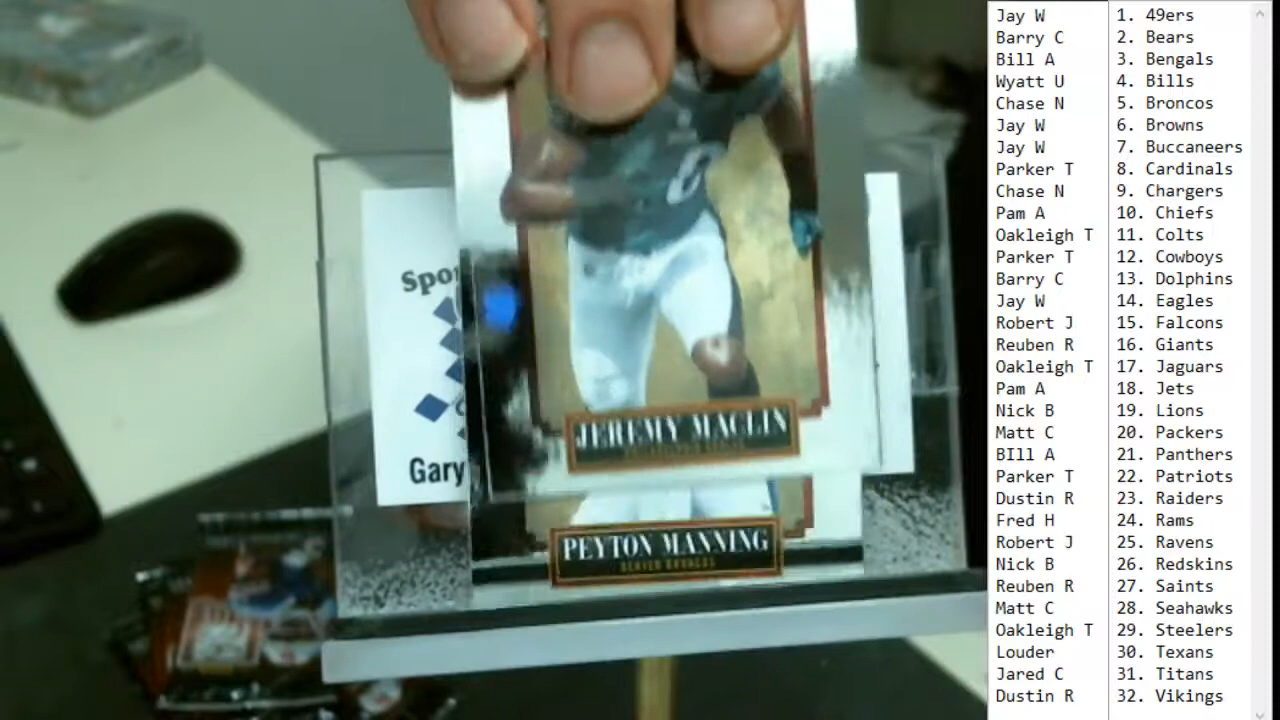 Spor
Gary
JEREMY MACLIN
PEYTON MANNING
DENVER BRONCOS
Jay W 1. 49ers
Barry C 2. Bears
Bill A 3. Bengals
Wyatt U 4. Bills
Chase N 5. Broncos
Jay W 6. Browns
Jay W 7. Buccaneers
Parker T 8. Cardinals
Chase N 9. Chargers
Pam A 10. Chiefs
Oakleigh T 11. Colts
Parker T 12. Cowboys
Barry C 13. Dolphins
Jay W 14. Eagles
Robert J 15. Falcons
Reuben R 16. Giants
Oakleigh T 17. Jaguars
Pam A 18. Jets
Nick B 19. Lions
Matt C 20. Packers
BIll A 21. Panthers
Parker T 22. Patriots
Dustin R 23. Raiders
Fred H 24. Rams
Robert J 25. Ravens
Nick B 26. Redskins
Reuben R 27. Saints
Matt C 28. Seahawks
Oakleigh T 29. Steelers
Louder 30. Texans
Jared C 31. Titans
Dustin R 32. Vikings